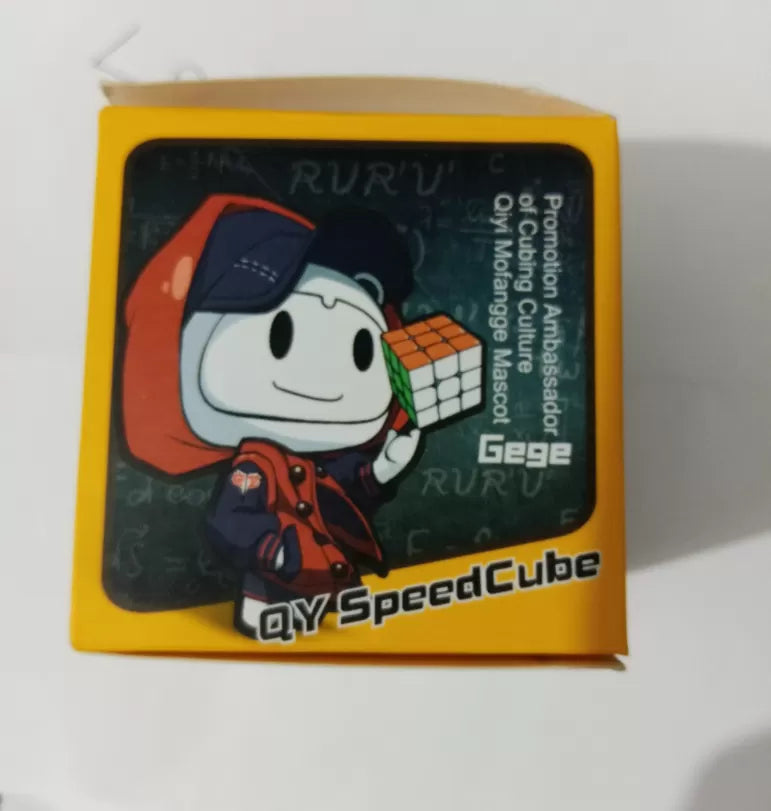 RUR'U'
Promotion Ambassador
of Cubing Culture
Qiyi Mofangge Mascot
Gege
RUR'U'
QY SpeedCube